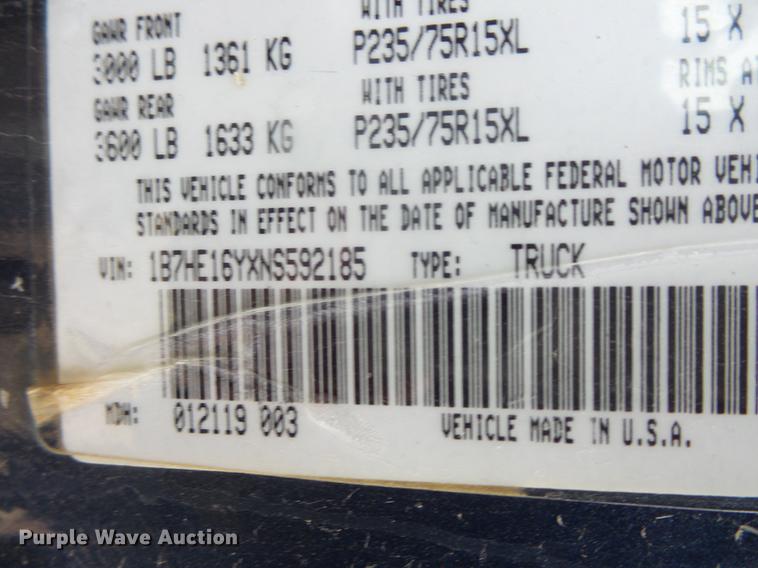 GAWR FRONT WITH TIRES
3000 LB 1361 KG P235/75R15XL 15 X
GAWR REAR WITH TIRES RIMS AT
3600 LB 1633 KG P235/75R15XL 15 X
THIS VEHICLE CONFORMS TO ALL APPLICABLE FEDERAL MOTOR VEHI
STANDARDS IN EFFECT ON THE DATE OF MANUFACTURE SHOWN ABOVE
VIN: 1B7HE16YXNS592185 TYPE: TRUCK
MDH: 012119 003 VEHICLE MADE IN U.S.A.
Purple Wave Auction